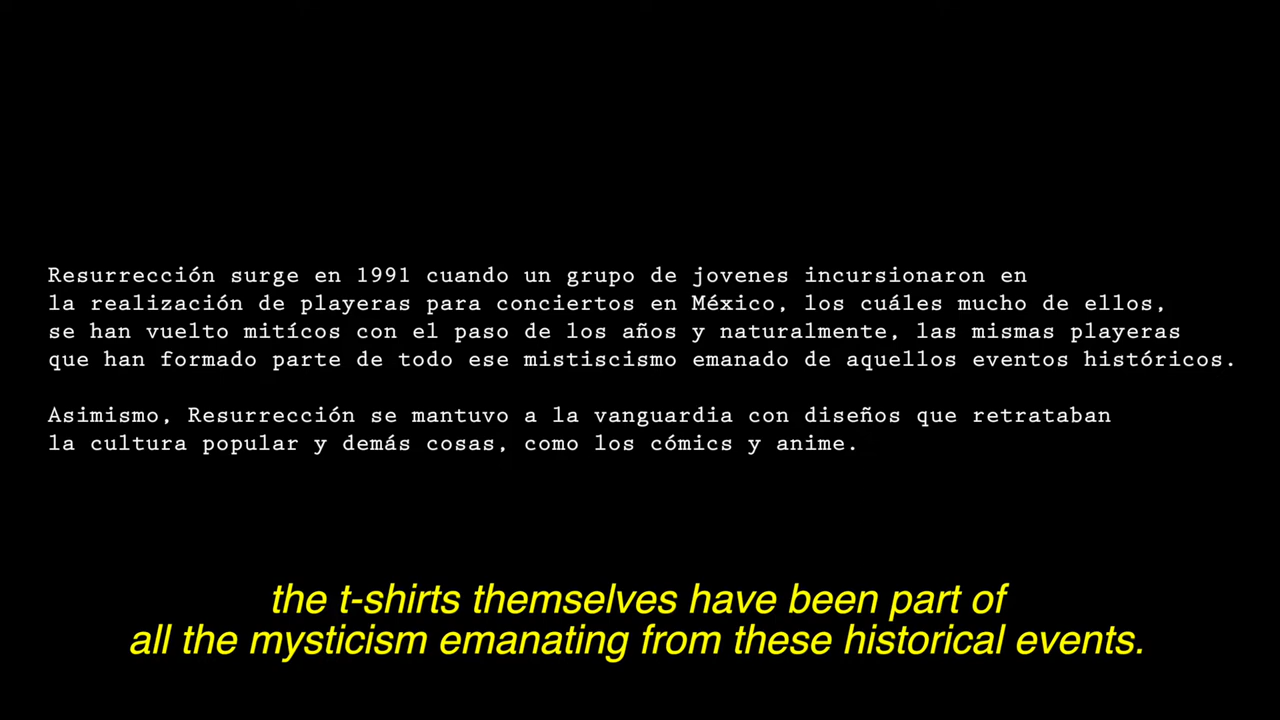 Resurrección surge en 1991 cuando un grupo de jovenes incursionaron en
la realización de playeras para conciertos en México, los cuáles mucho de ellos,
se han vuelto mitícos con el paso de los años y naturalmente, las mismas playeras
que han formado parte de todo ese mistiscismo emanado de aquellos eventos históricos.
Asimismo, Resurrección se mantuvo a la vanguardia con diseños que retrataban
la cultura popular y demás cosas, como los cómics y anime.
the t-shirts themselves have been part of
all the mysticism emanating from these historical events.